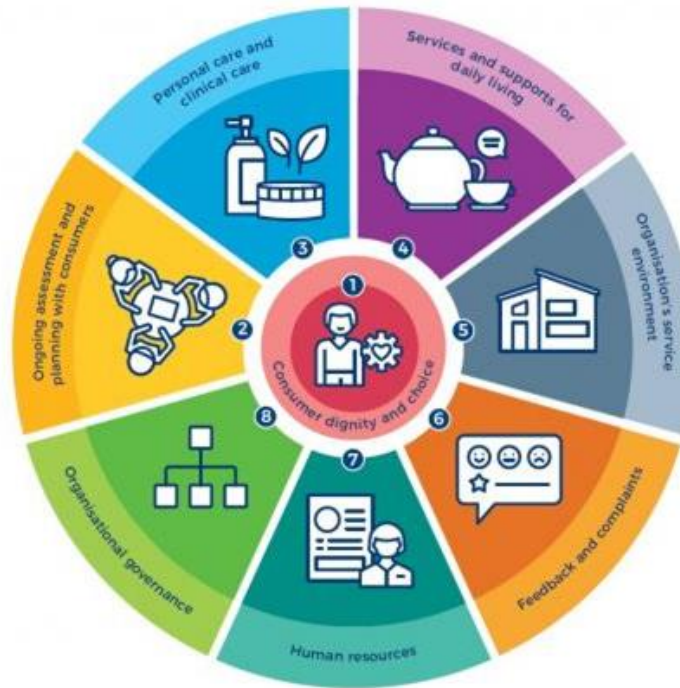 1
Consumer dignity and choice
2
Ongoing assessment and
planning with consumers
3
Personal care and
clinical care
4
Services and supports for
daily living
5
Organisation's service
environment
6
Feedback and complaints
7
Human resources
8
Organisational governance